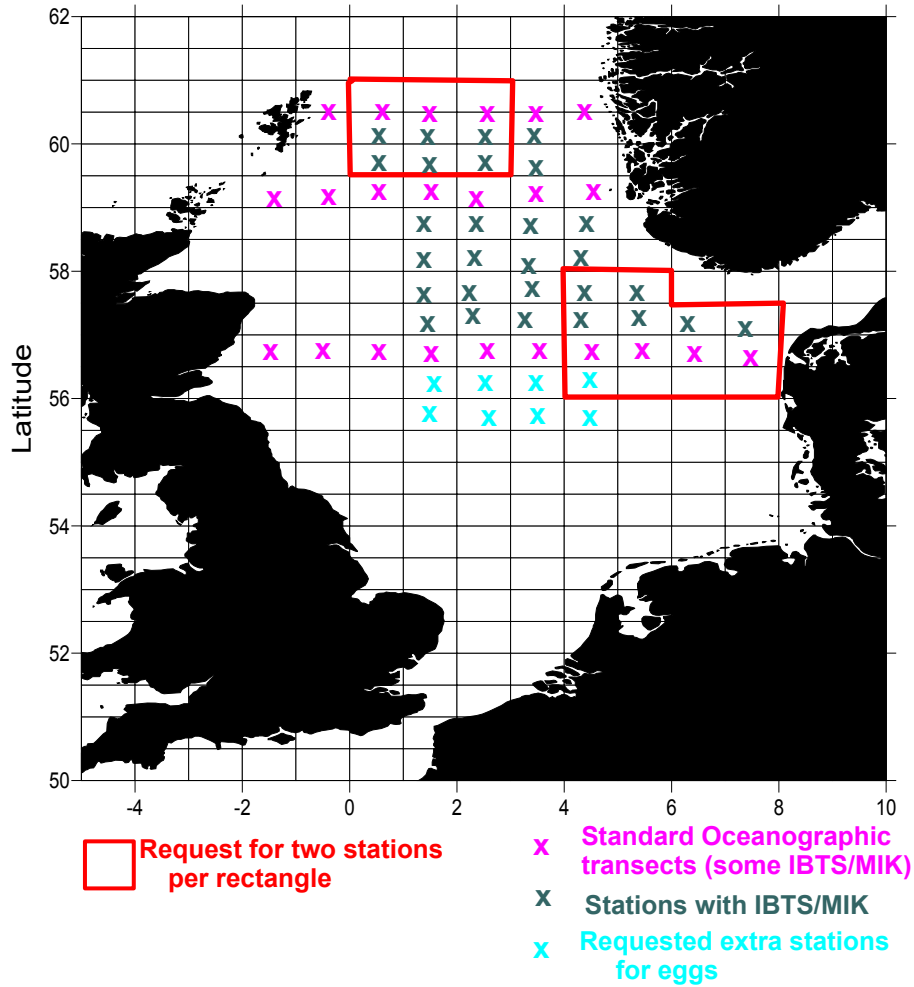 62
60
58
56
54
52
50
Latitude
-4 -2 0 2 4 6 8 10
Request for two stations
per rectangle
x Standard Oceanographic
transects (some IBTS/MIK)
x Stations with IBTS/MIK
x Requested extra stations
for eggs
x x x x x x
x x x x
x x x x
x x x x x x x
x x x x
x x x x
x x x x x
x x x x x x x
x x x x x x x x x x
x x x x
x x x x